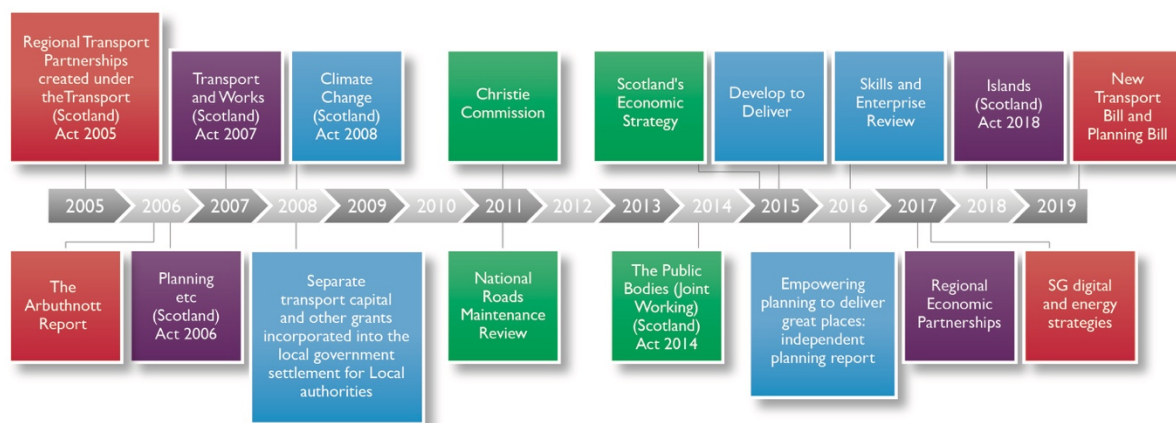 Regional Transport
Partnerships
created under
theTransport
(Scotland)
Act 2005
Transport
and Works
(Scotland)
Act 2007
Climate
Change
(Scotland)
Act 2008
Christie
Commission
Scotland's
Economic
Strategy
Develop to
Deliver
Skills and
Enterprise
Review
Islands
(Scotland)
Act 2018
New
Transport
Bill and
Planning Bill
2005
2006
2007
2008
2009
2010
2011
2012
2013
2014
2015
2016
2017
2018
2019
The
Arbuthnott
Report
Planning
etc
(Scotland)
Act 2006
Separate
transport capital
and other grants
incorporated into the
local government
settlement for Local
authorities
National
Roads
Maintenance
Review
The Public
Bodies (Joint
Working)
(Scotland)
Act 2014
Empowering
planning to deliver
great places:
independent
planning report
Regional
Economic
Partnerships
SG digital
and energy
strategies